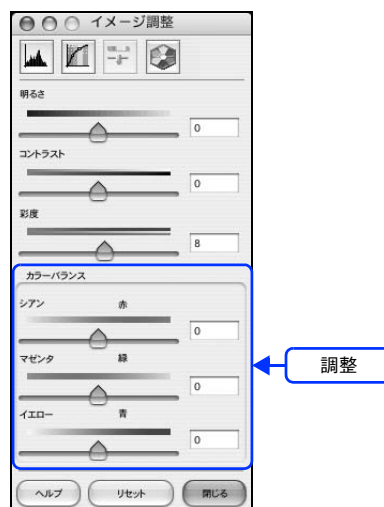 イメージ調整
明るさ
0
コントラスト
0
彩度
8
カラーバランス
シアン 赤
0
マゼンタ 緑
0
イエロー 青
0
調整
ヘルプ リセット 閉じる